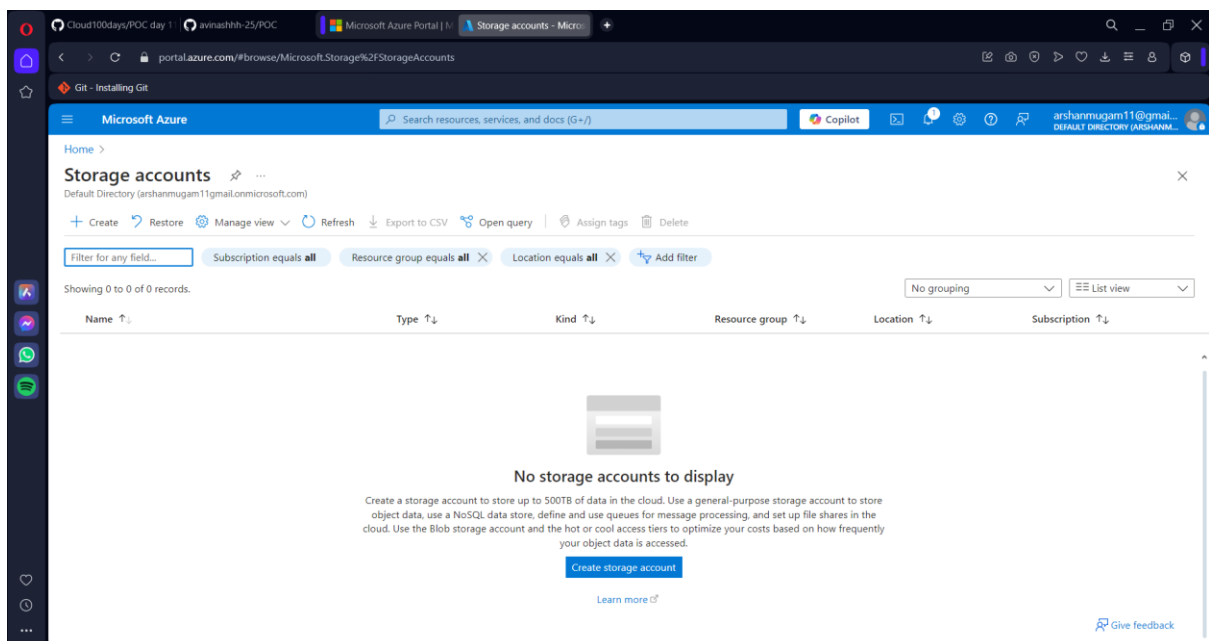 Cloud100days/POC day 1
avinashhh-25/POC
Microsoft Azure Portal | M
Storage accounts - Micros
portal.azure.com/#browse/Microsoft.Storage%2FStorageAccounts
Git - Installing Git
Microsoft Azure
Search resources, services, and docs (G+/)
Copilot
1
arshanmugam11@gmai...
DEFAULT DIRECTORY (ARSHANM...
Home >
Storage accounts
...
Default Directory (arshanmugam11gmail.onmicrosoft.com)
Create
Restore
Manage view
Refresh
Export to CSV
Open query
Assign tags
Delete
Filter for any field...
Subscription equals all
Resource group equals all
Location equals all
Add filter
Showing 0 to 0 of 0 records.
No grouping
List view
Name
Type
Kind
Resource group
Location
Subscription
No storage accounts to display
Create a storage account to store up to 500TB of data in the cloud. Use a general-purpose storage account to store
object data, use a NoSQL data store, define and use queues for message processing, and set up file shares in the
cloud. Use the Blob storage account and the hot or cool access tiers to optimize your costs based on how frequently
your object data is accessed.
Create storage account
Learn more
Give feedback